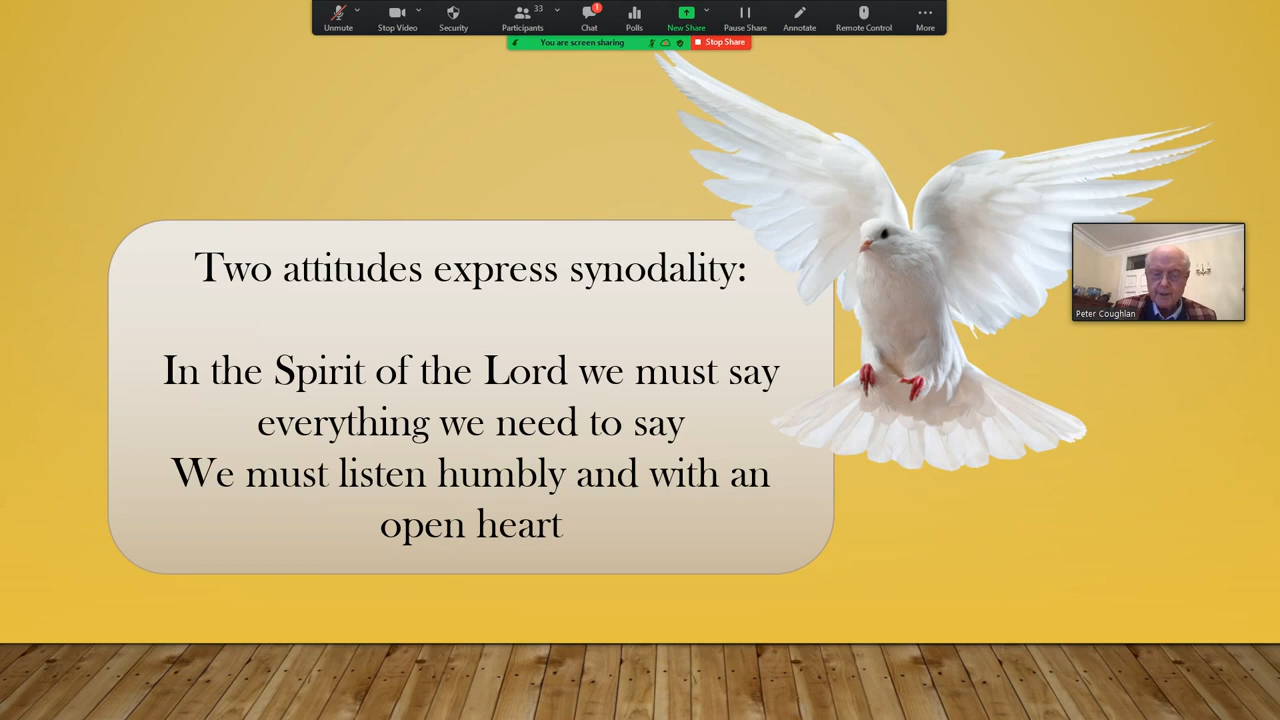 Unmute
Stop Video
Security
33
Participants
1
Chat
Polls
New Share
Pause Share
Annotate
Remote Control
More
You are screen sharing
Stop Share
Two attitudes express synodality:
In the Spirit of the Lord we must say
everything we need to say
We must listen humbly and with an
open heart
Peter Coughlan